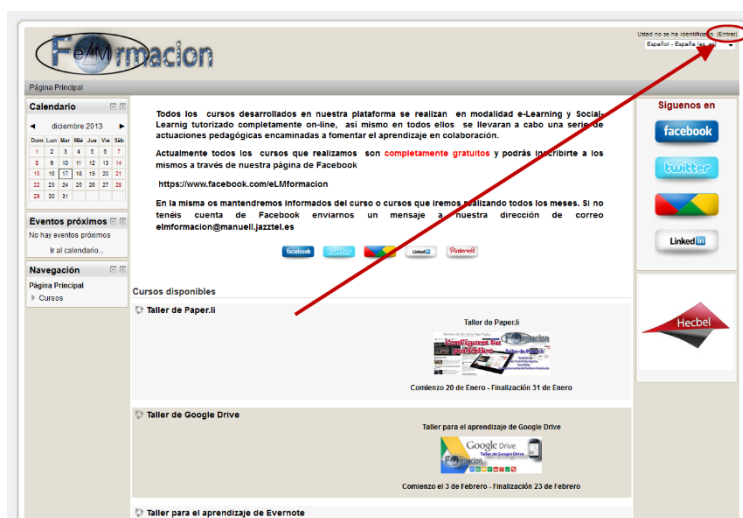 Formacion
Usted no se ha identificado. (Entrar)
Español - España (es_es)
Página Principal
Calendario
diciembre 2013
Dom Lun Mar Mié Jue Vie Sáb
1 2 3 4 5 6 7
8 9 10 11 12 13 14
15 16 17 18 19 20 21
22 23 24 25 26 27 28
29 30 31
Eventos próximos
No hay eventos próximos
Ir al calendario...
Navegación
Página Principal
Cursos
Todos los cursos desarrollados en nuestra plataforma se realizan en modalidad e-Learning y Social-
Learnig tutorizado completamente on-line, asi mismo en todos ellos se llevaran a cabo una serie de
actuaciones pedagógicas encaminadas a fomentar el aprendizaje en colaboración.
Actualmente todos los cursos que realizamos son completamente gratuitos y podrás inscribirte a los
mismos a través de nuestra página de Facebook
https://www.facebook.com/eLMformacion
En la misma os mantendremos informados del curso o cursos que iremos realizando todos los meses. Si no
tenéis cuenta de Facebook enviarnos un mensaje a nuestra dirección de correo
elmformacion@manuell.jazztel.es
facebook twitter LinkedIn Pinterest
Cursos disponibles
Taller de Paper.li
Taller de Paper.li
Comienzo 20 de Enero - Finalización 31 de Enero
Taller de Google Drive
Taller para el aprendizaje de Google Drive
Google Drive
Taller de Google Drive
Comienzo el 3 de Febrero - Finalización 23 de Febrero
Taller para el aprendizaje de Evernote
Siguenos en
facebook
twitter
Linked in
Hecbel